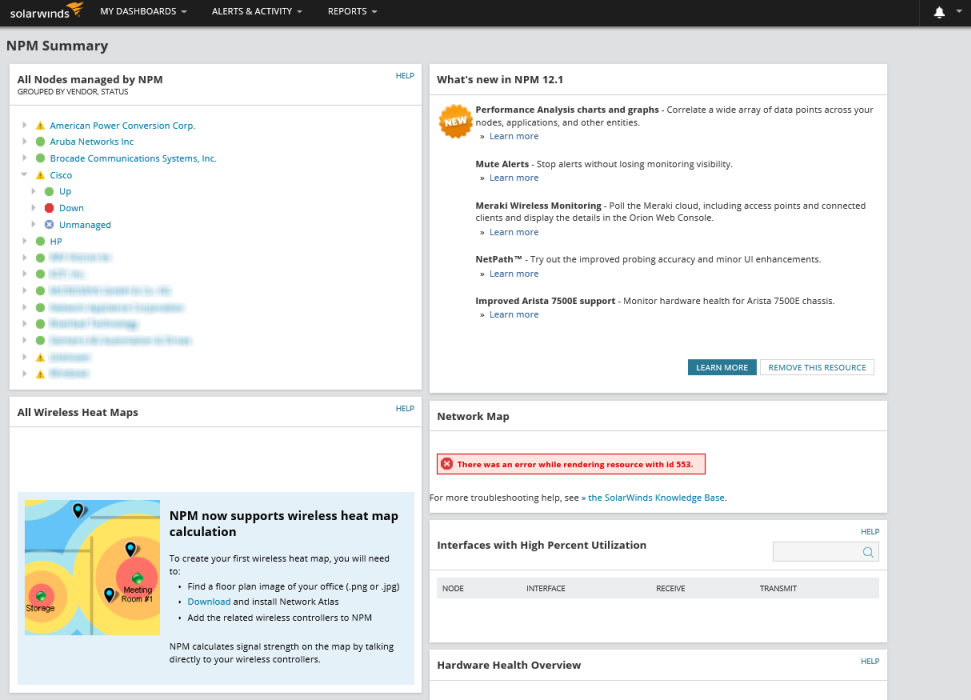 solarwinds MY DASHBOARDS ALERTS & ACTIVITY REPORTS
NPM Summary
All Nodes managed by NPM HELP
GROUPED BY VENDOR, STATUS
American Power Conversion Corp.
Aruba Networks Inc
Brocade Communications Systems, Inc.
Cisco
Up
Down
Unmanaged
HP
All Wireless Heat Maps HELP
Storage
Meeting
Room #1
NPM now supports wireless heat map
calculation
To create your first wireless heat map, you will need
to:
• Find a floor plan image of your office (.png or .jpg)
• Download and install Network Atlas
• Add the related wireless controllers to NPM
NPM calculates signal strength on the map by talking
directly to your wireless controllers.
What's new in NPM 12.1
NEW
Performance Analysis charts and graphs - Correlate a wide array of data points across your
nodes, applications, and other entities.
» Learn more
Mute Alerts - Stop alerts without losing monitoring visibility.
» Learn more
Meraki Wireless Monitoring - Poll the Meraki cloud, including access points and connected
clients and display the details in the Orion Web Console.
» Learn more
NetPath™ - Try out the improved probing accuracy and minor UI enhancements.
» Learn more
Improved Arista 7500E support - Monitor hardware health for Arista 7500E chassis.
» Learn more
LEARN MORE REMOVE THIS RESOURCE
Network Map
There was an error while rendering resource with id 553.
For more troubleshooting help, see » the SolarWinds Knowledge Base.
HELP
Interfaces with High Percent Utilization
NODE INTERFACE RECEIVE TRANSMIT
Hardware Health Overview HELP